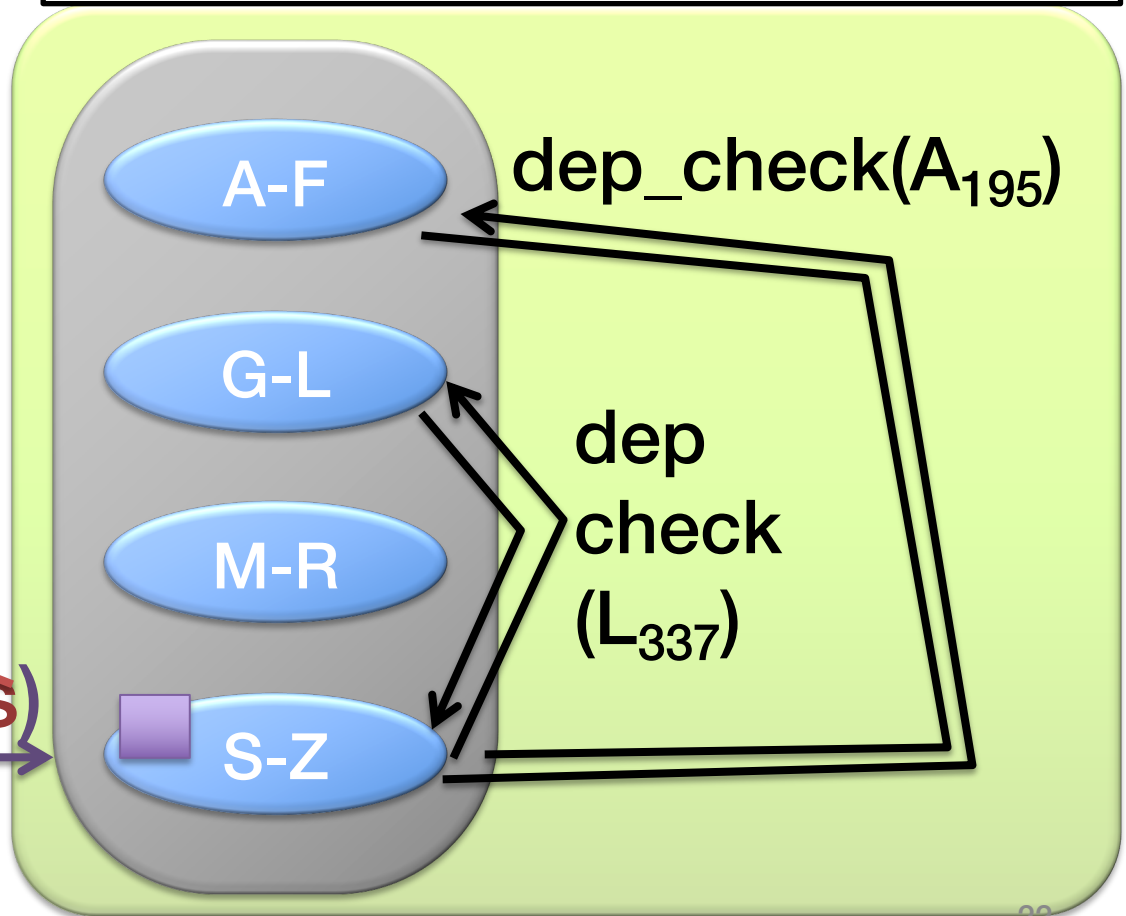 A-F
dep_check(A₁₉₅)
G-L
dep
check
(L₃₃₇)
M-R
s)
S-Z